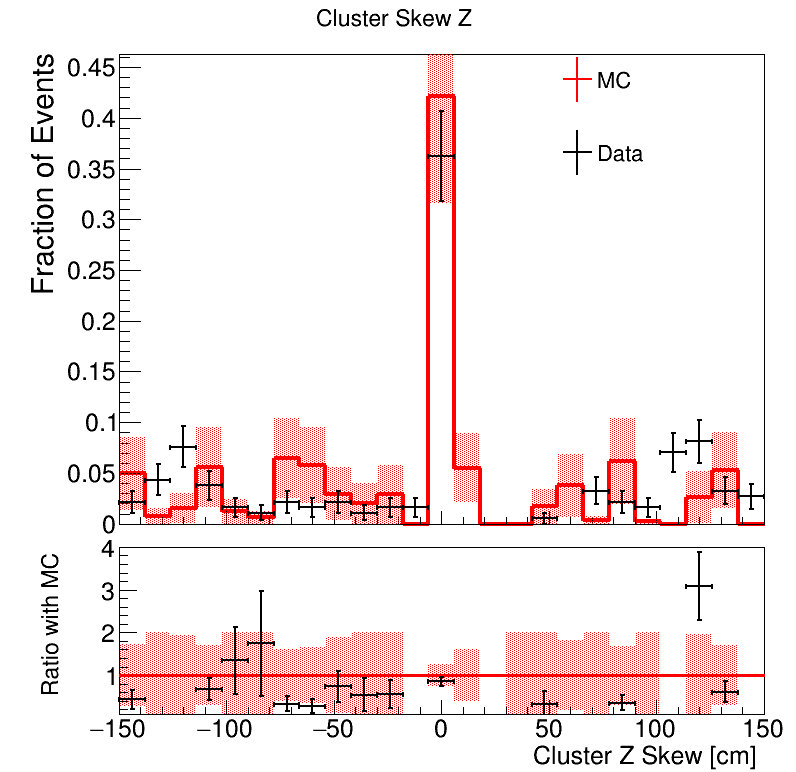 Cluster Skew Z
Fraction of Events
0.45
0.4
0.35
0.3
0.25
0.2
0.15
0.1
0.05
0
MC
Data
Ratio with MC
4
3
2
1
−150 −100 −50 0 50 100 150
Cluster Z Skew [cm]